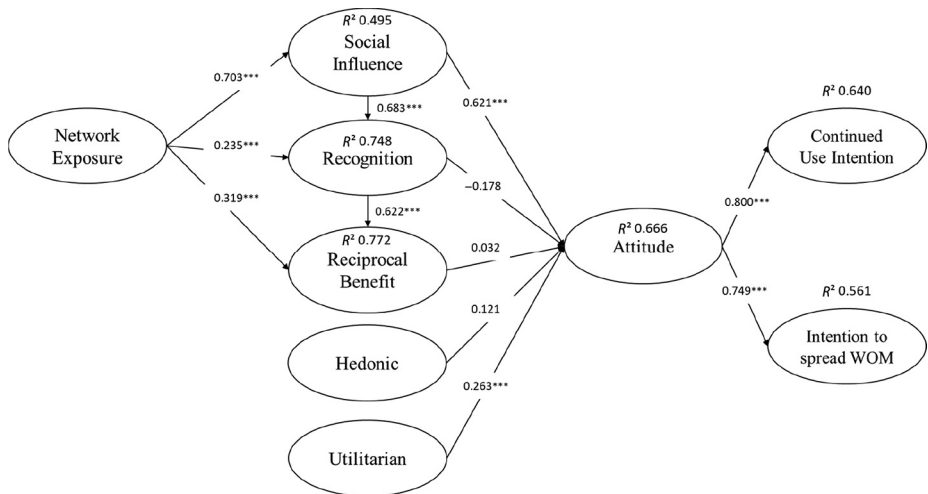 R² 0.495
Social
Influence
0.703***
0.683***
0.621***
R² 0.640
Network
Exposure
0.235***
R² 0.748
Recognition
Continued
Use Intention
−0.178
0.319***
0.622***
0.800***
R² 0.772
Reciprocal
Benefit
0.032
R² 0.666
Attitude
0.749***
R² 0.561
0.121
Hedonic
Intention to
spread WOM
0.263***
Utilitarian